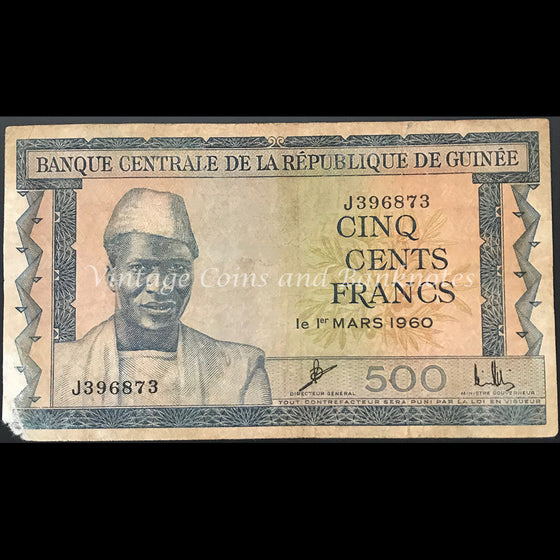 BANQUE CENTRALE DE LA RÉPUBLIQUE DE GUINÉE
J396873
CINQ
CENTS
FRANCS
le 1er MARS 1960
Vintage Coins and Banknotes
J396873
500
DIRECTEUR GÉNÉRAL
MINISTRE GOUVERNEUR
TOUT CONTREFACTEUR SERA PUNI PAR LA LOI EN VIGUEUR